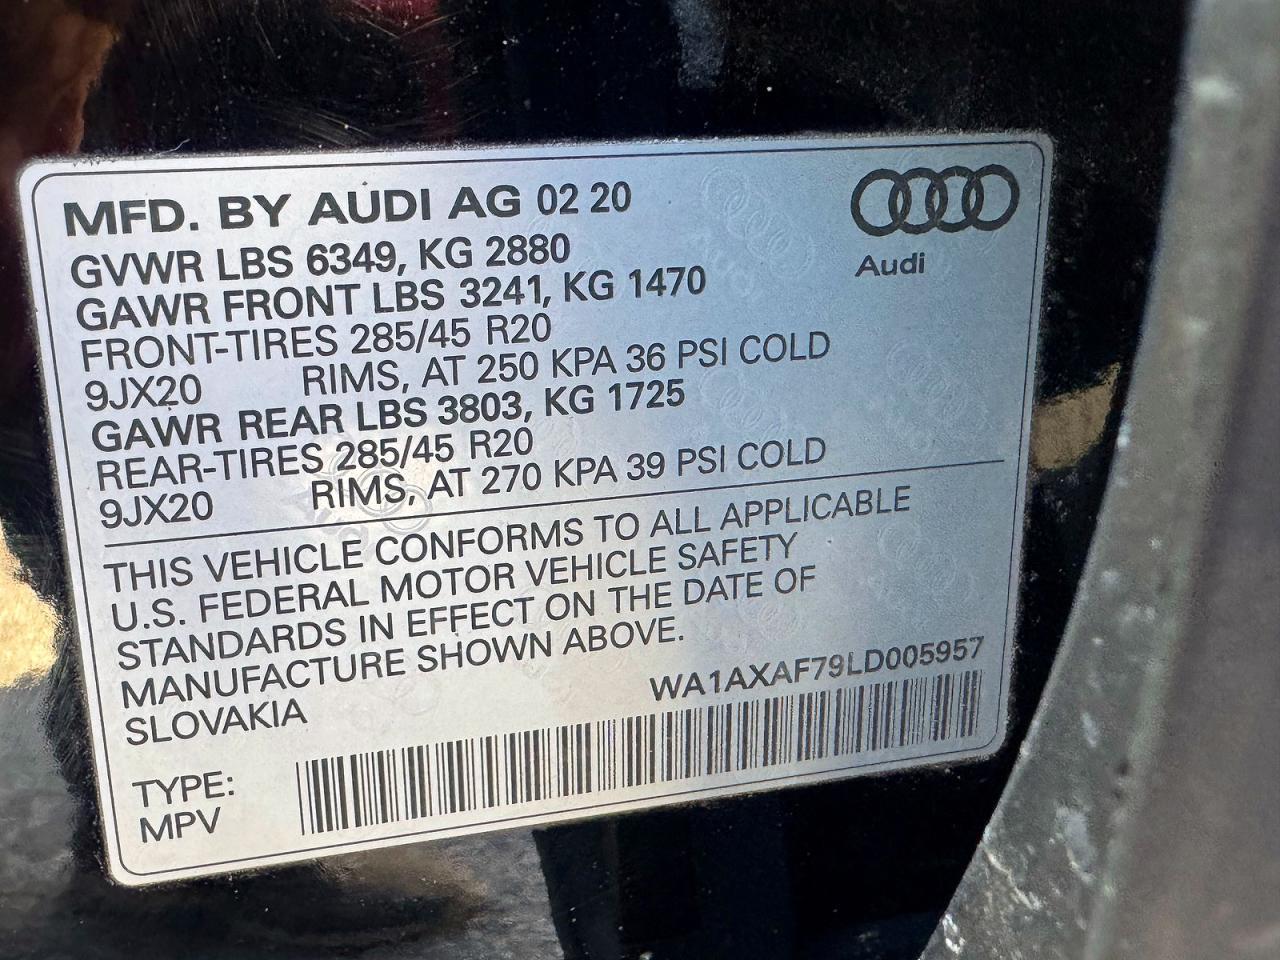 MFD. BY AUDI AG 02 20
GVWR LBS 6349, KG 2880
GAWR FRONT LBS 3241, KG 1470
FRONT-TIRES 285/45 R20
9JX20 RIMS, AT 250 KPA 36 PSI COLD
GAWR REAR LBS 3803, KG 1725
REAR-TIRES 285/45 R20
9JX20 RIMS, AT 270 KPA 39 PSI COLD
Audi
THIS VEHICLE CONFORMS TO ALL APPLICABLE
U.S. FEDERAL MOTOR VEHICLE SAFETY
STANDARDS IN EFFECT ON THE DATE OF
MANUFACTURE SHOWN ABOVE.
SLOVAKIA
WA1AXAF79LD005957
TYPE:
MPV